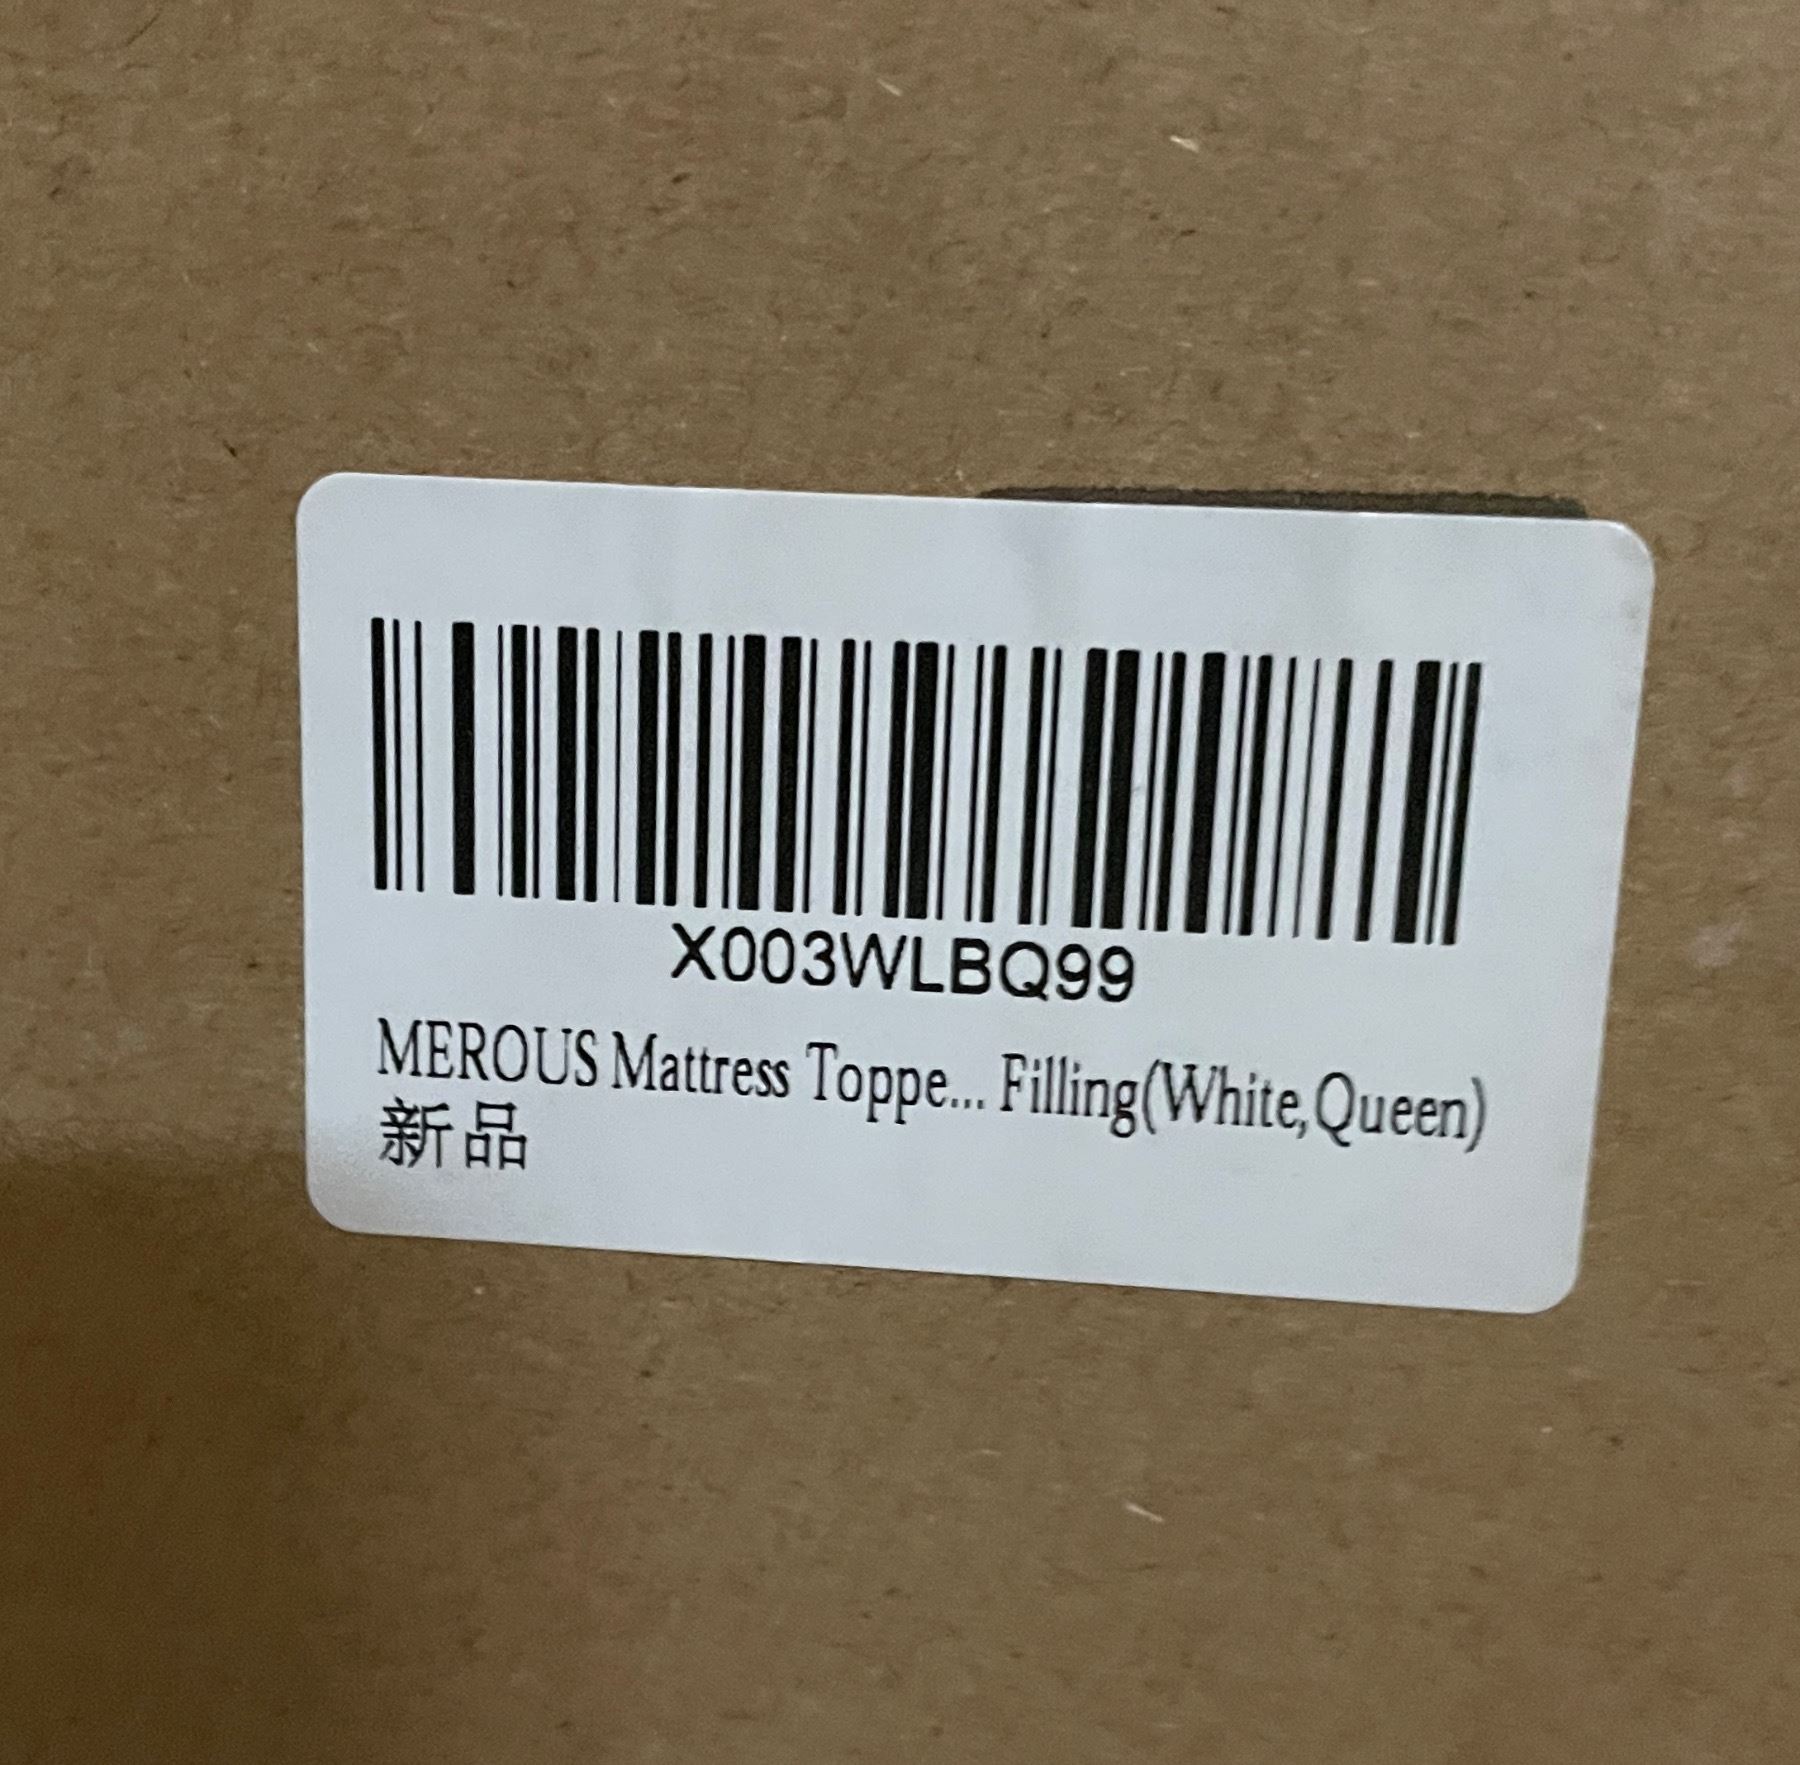 X003WLBQ99
MEROUS Mattress Toppe... Filling(White,Queen)
新品